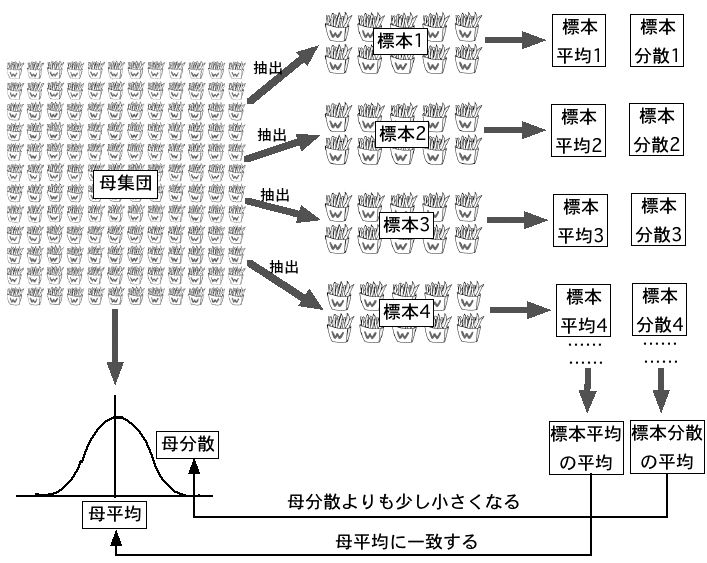 母集団
抽出
標本1
標本
平均1
標本
分散1
抽出
標本2
標本
平均2
標本
分散2
抽出
標本3
標本
平均3
標本
分散3
抽出
標本4
標本
平均4
標本
分散4
……
……
……
……
標本平均
の平均
標本分散
の平均
母分散
母平均
母分散よりも少し小さくなる
母平均に一致する